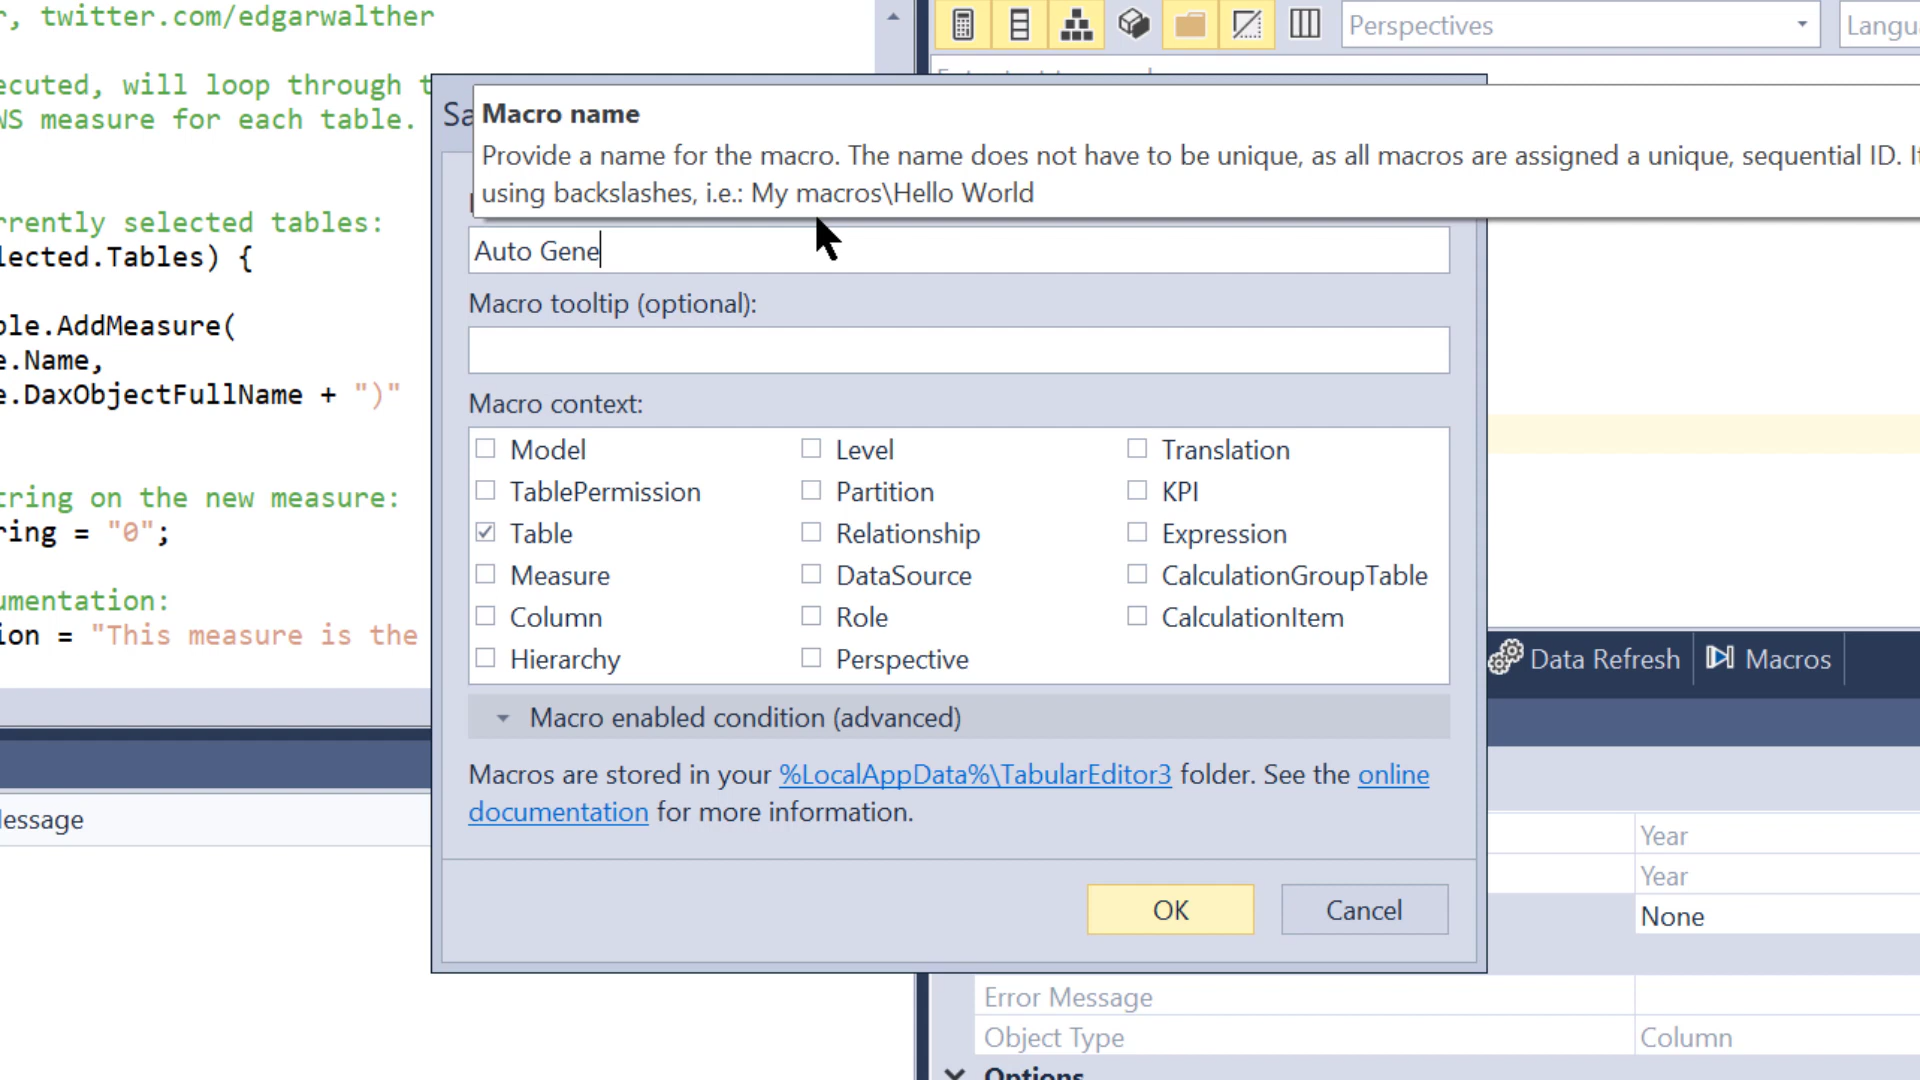 r, twitter.com/edgarwalther
ecuted, will loop through t
WS measure for each table.
rrently selected tables:
lected.Tables) {
ble.AddMeasure(
e.Name,
e.DaxObjectFullName + ")"
tring on the new measure:
ring = "0";
umentation:
ion = "This measure is the
Message
Sa
Macro name
Provide a name for the macro. The name does not have to be unique, as all macros are assigned a unique, sequential ID. I
using backslashes, i.e.: My macros\Hello World
Auto Gene
Macro tooltip (optional):
Macro context:
Model
TablePermission
Table
Measure
Column
Hierarchy
Level
Partition
Relationship
DataSource
Role
Perspective
Translation
KPI
Expression
CalculationGroupTable
CalculationItem
Macro enabled condition (advanced)
Macros are stored in your %LocalAppData%\TabularEditor3 folder. See the online
documentation for more information.
OK
Cancel
Perspectives
Langu
Data Refresh
Macros
Year
Year
None
Error Message
Object Type
Column
Options